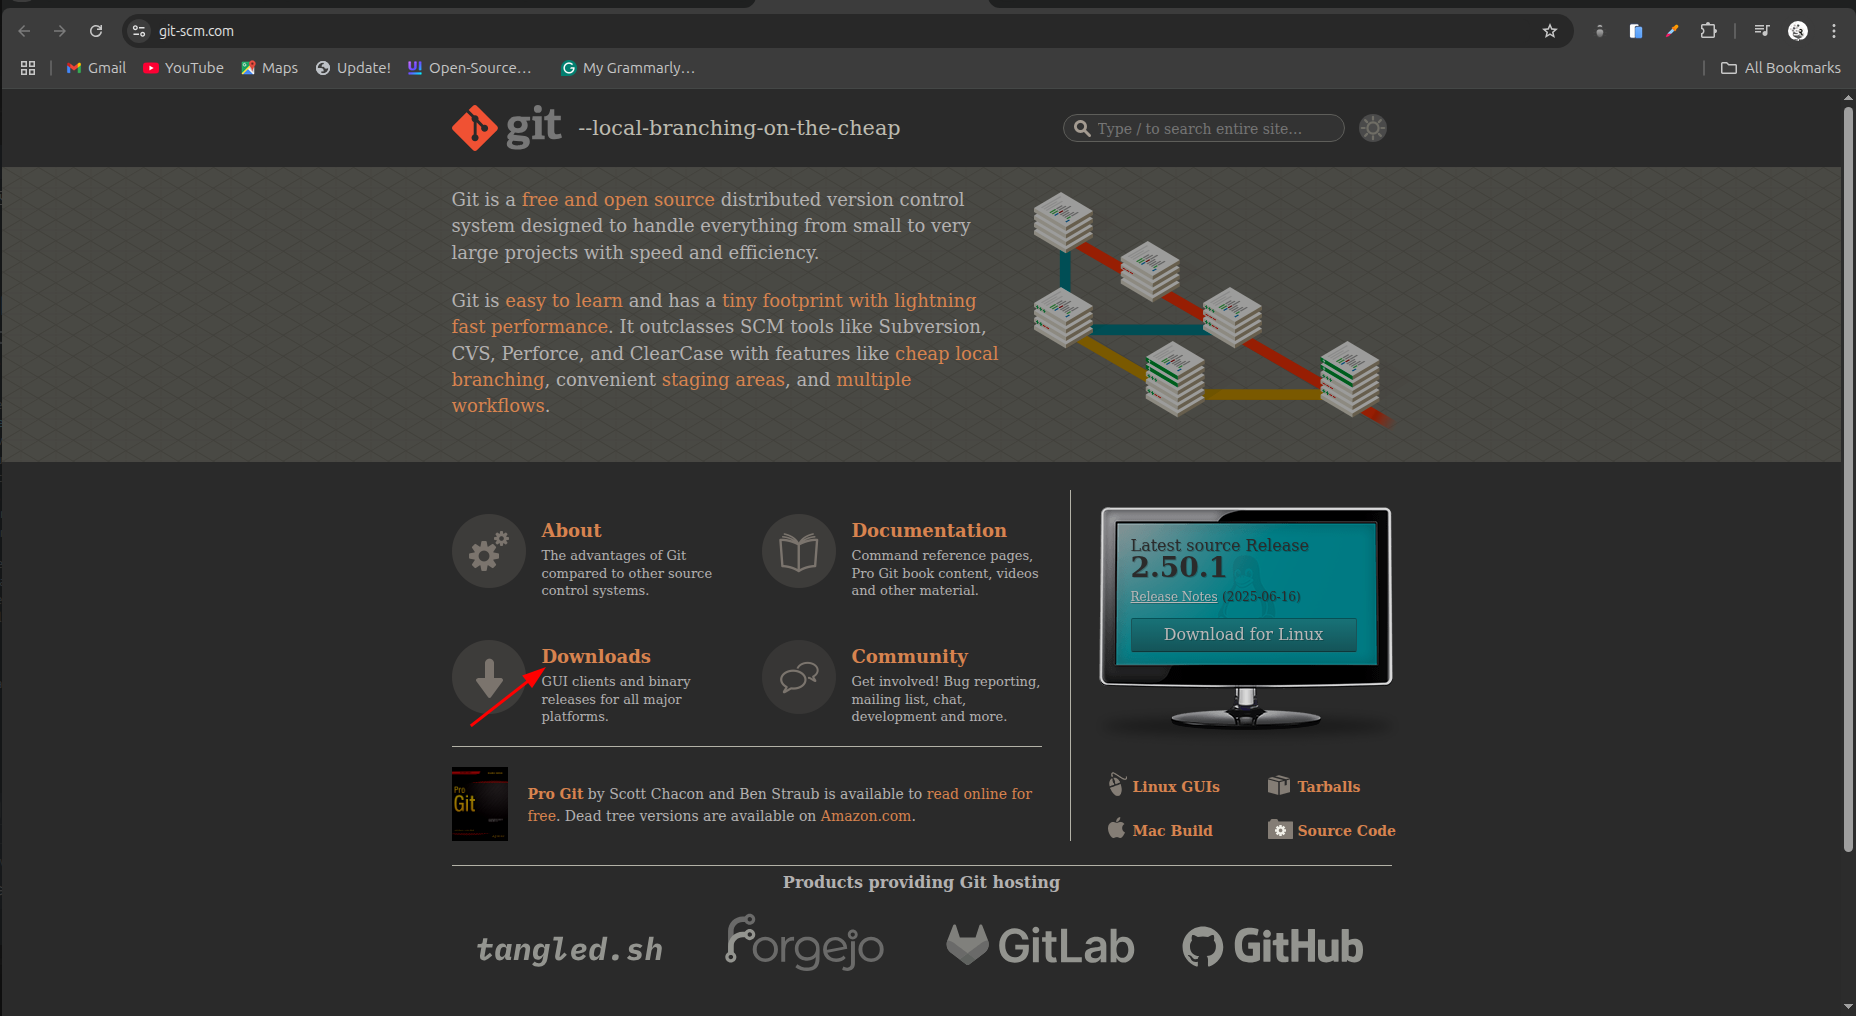 git-scm.com
Gmail
YouTube
Maps
Update!
Open-Source...
My Grammarly...
All Bookmarks
git --local-branching-on-the-cheap
Type / to search entire site...
Git is a free and open source distributed version control
system designed to handle everything from small to very
large projects with speed and efficiency.
Git is easy to learn and has a tiny footprint with lightning
fast performance. It outclasses SCM tools like Subversion,
CVS, Perforce, and ClearCase with features like cheap local
branching, convenient staging areas, and multiple
workflows.
About
The advantages of Git
compared to other source
control systems.
Documentation
Command reference pages,
Pro Git book content, videos
and other material.
Downloads
GUI clients and binary
releases for all major
platforms.
Community
Get involved! Bug reporting,
mailing list, chat,
development and more.
Latest source Release
2.50.1
Release Notes (2025-06-16)
Download for Linux
Pro
Git
Pro Git by Scott Chacon and Ben Straub is available to read online for
free. Dead tree versions are available on Amazon.com.
Linux GUIs
Tarballs
Mac Build
Source Code
Products providing Git hosting
tangled.sh
Forgejo
GitLab
GitHub